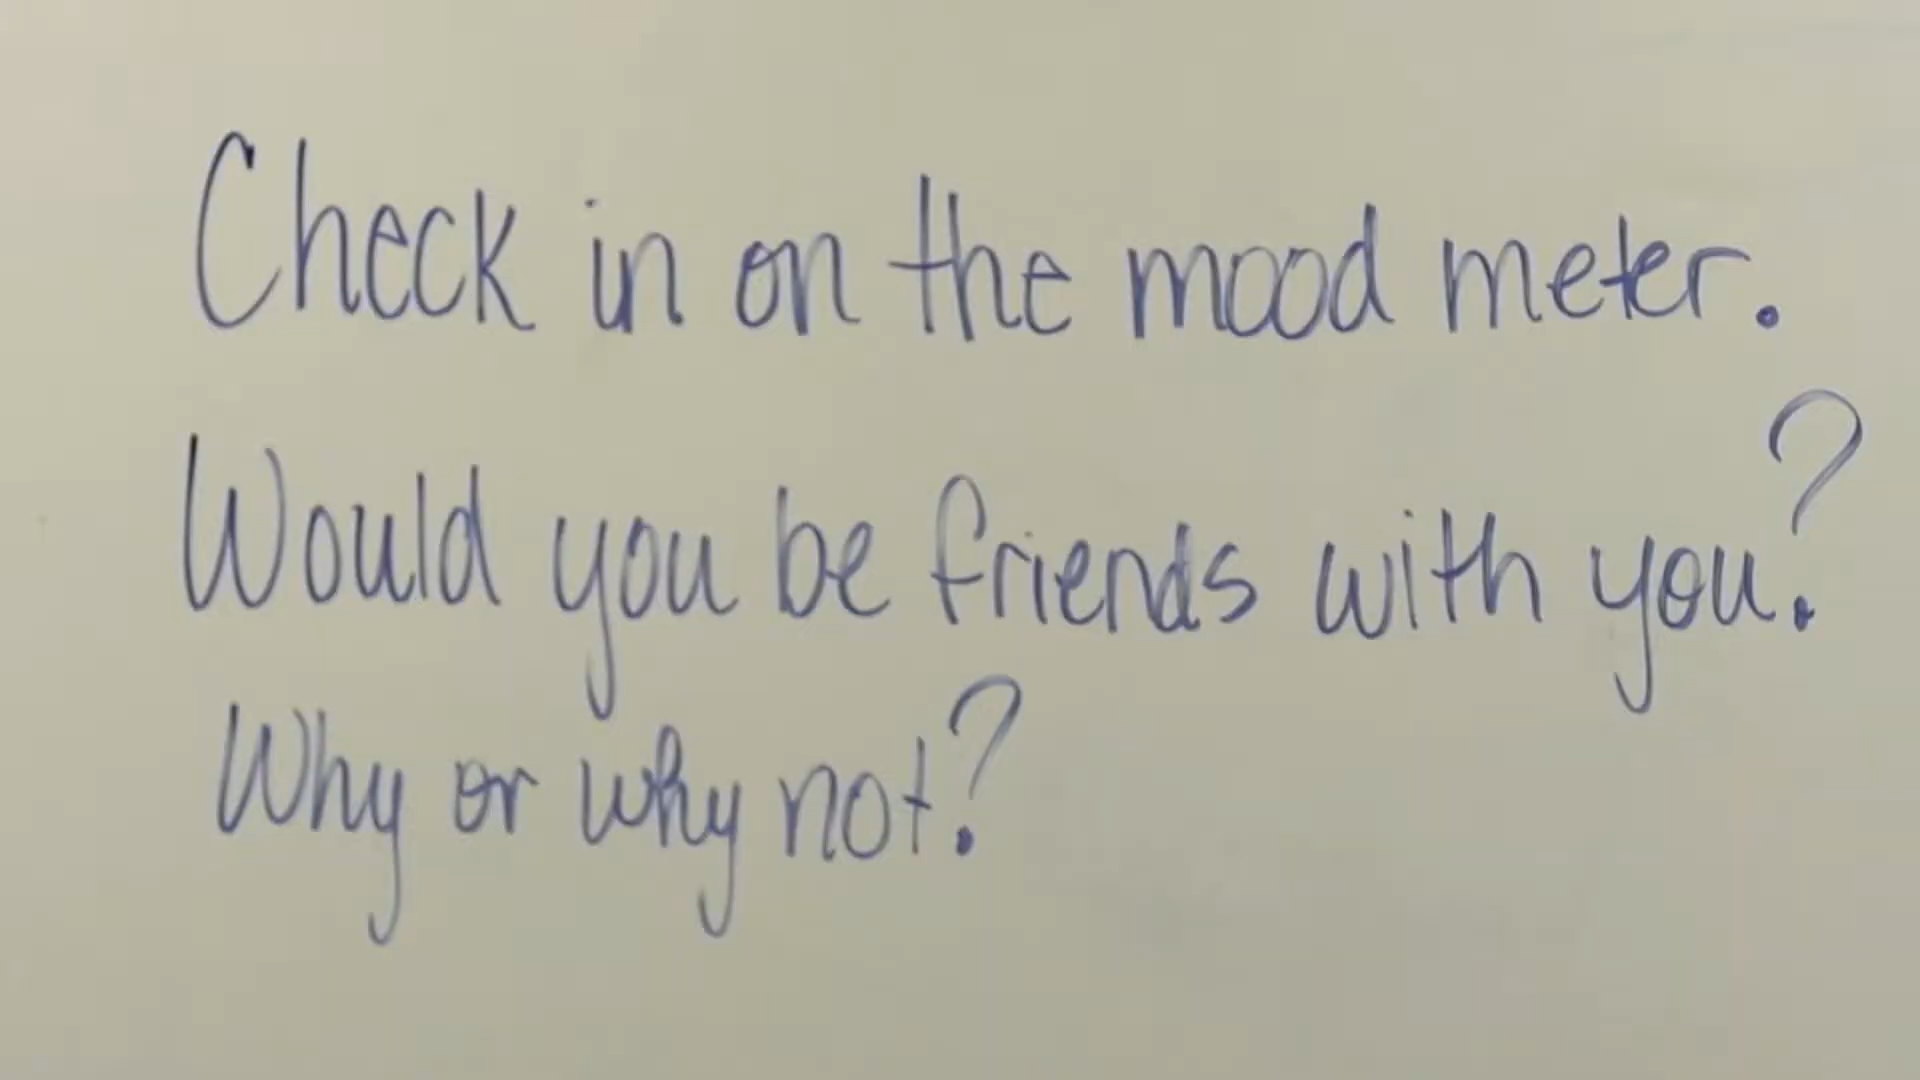 Check in on the mood meter.
Would you be friends with you?
Why or why not?